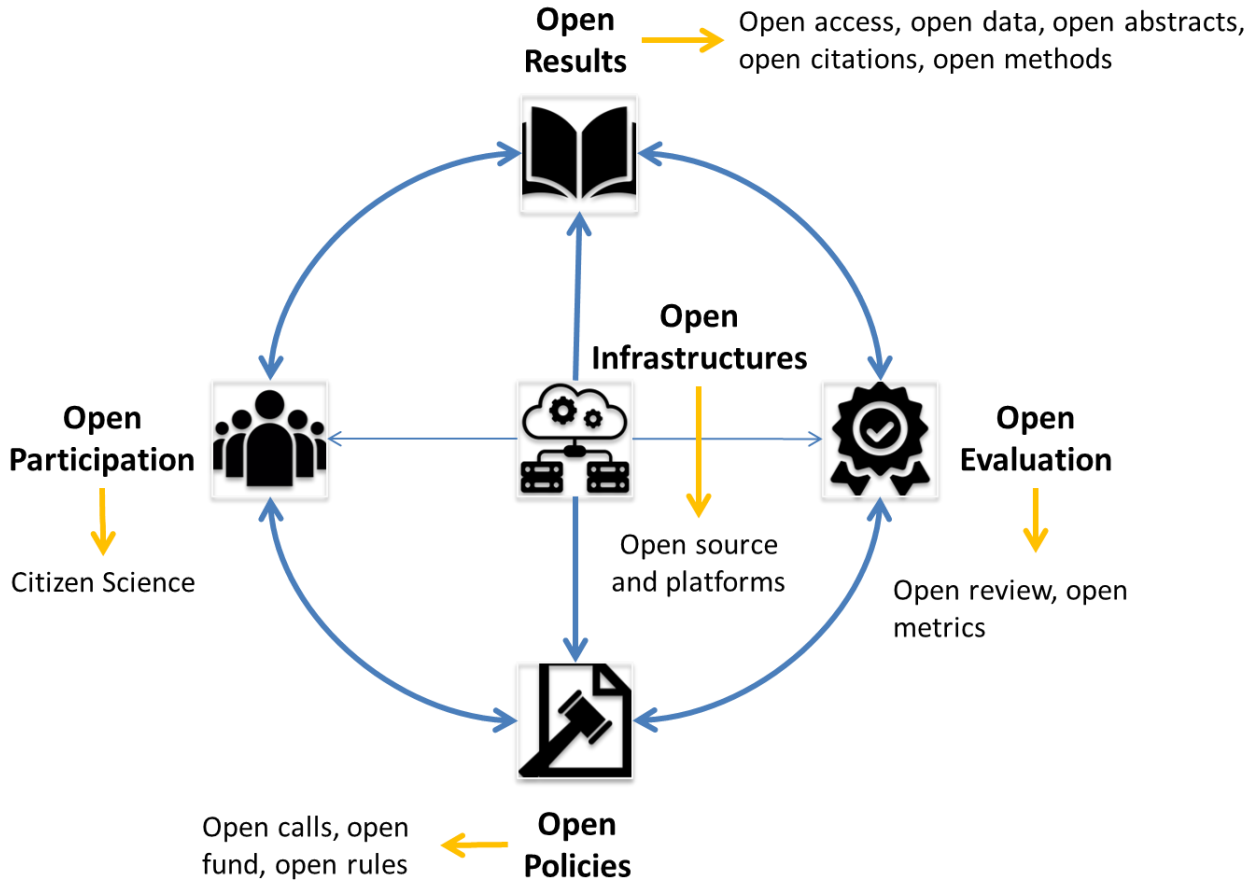 Open
Results
Open access, open data, open abstracts,
open citations, open methods
Open
Infrastructures
Open
Participation
Open
Evaluation
Citizen Science
Open source
and platforms
Open review, open
metrics
Open calls, open
fund, open rules
Open
Policies